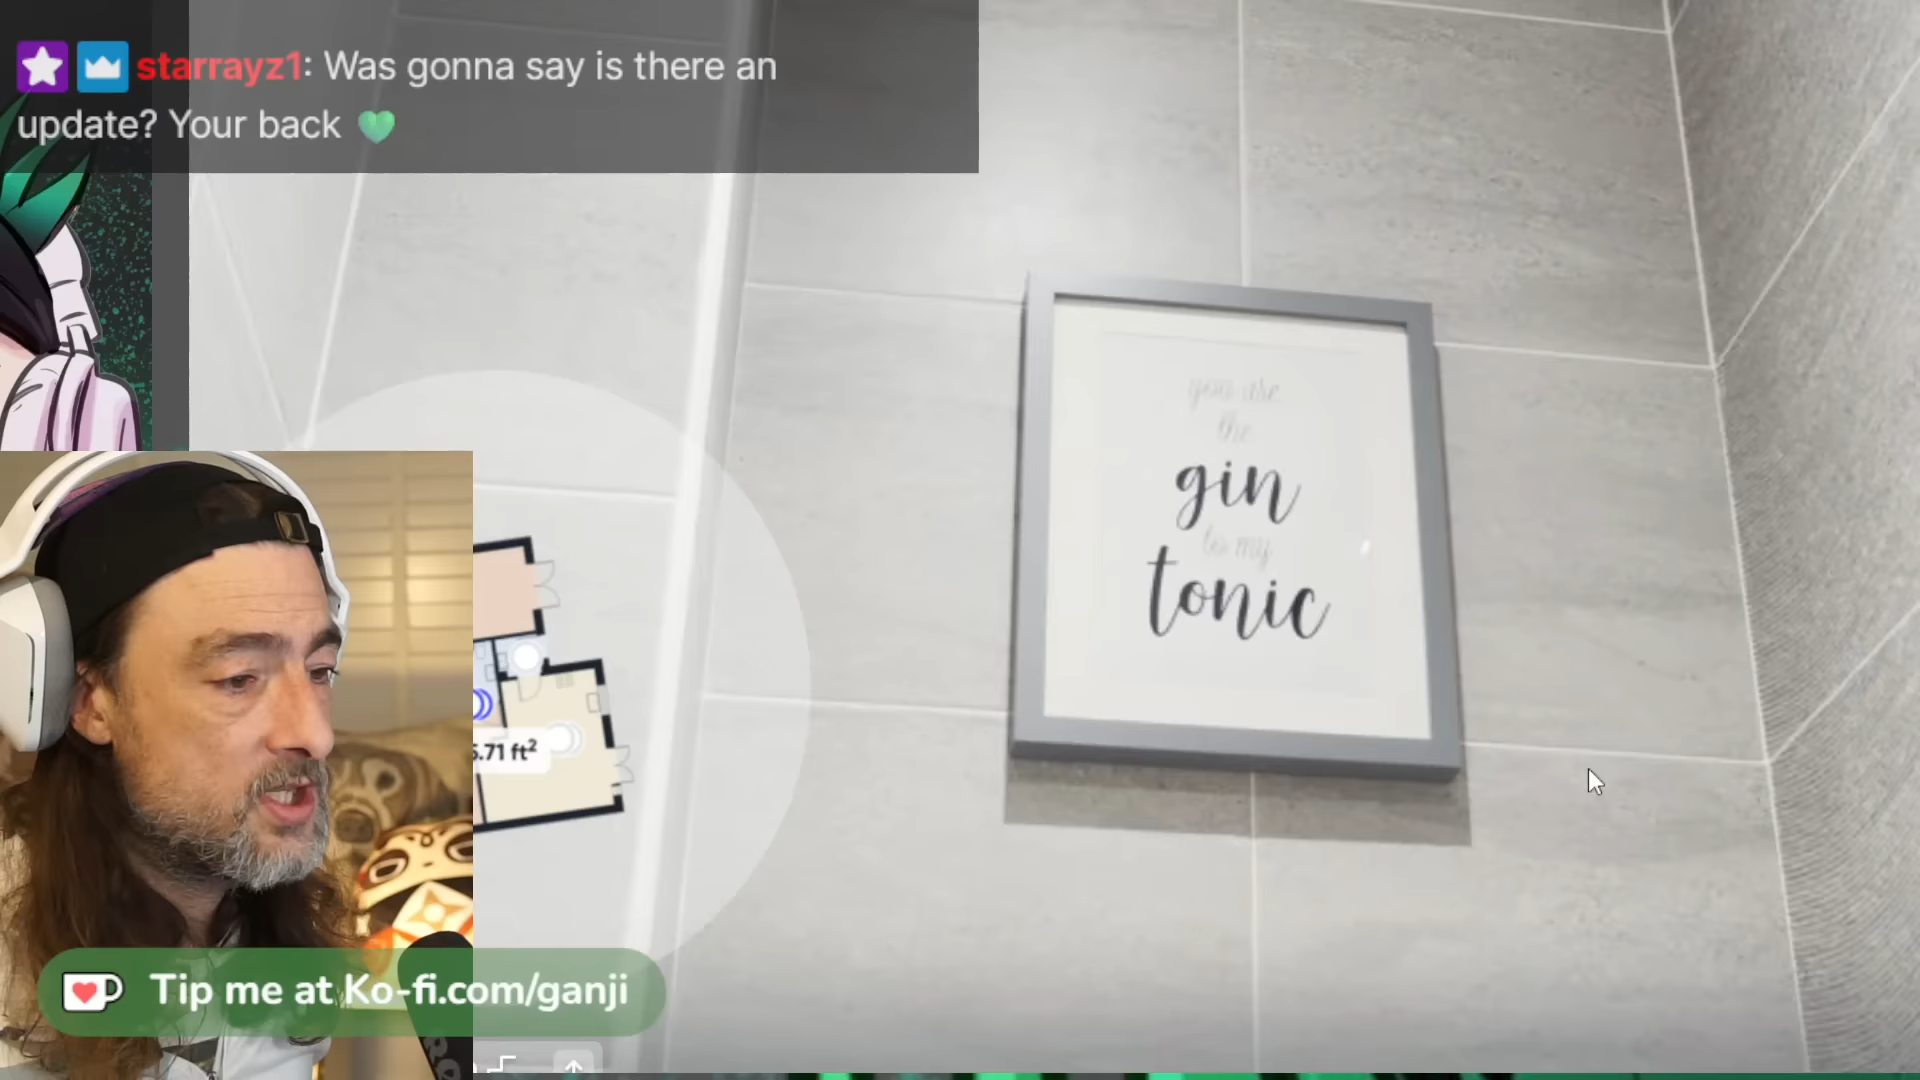 starrayz1: Was gonna say is there an
update? Your back
you are
the
gin
to my
tonic
5.71 ft²
Tip me at Ko-fi.com/ganji